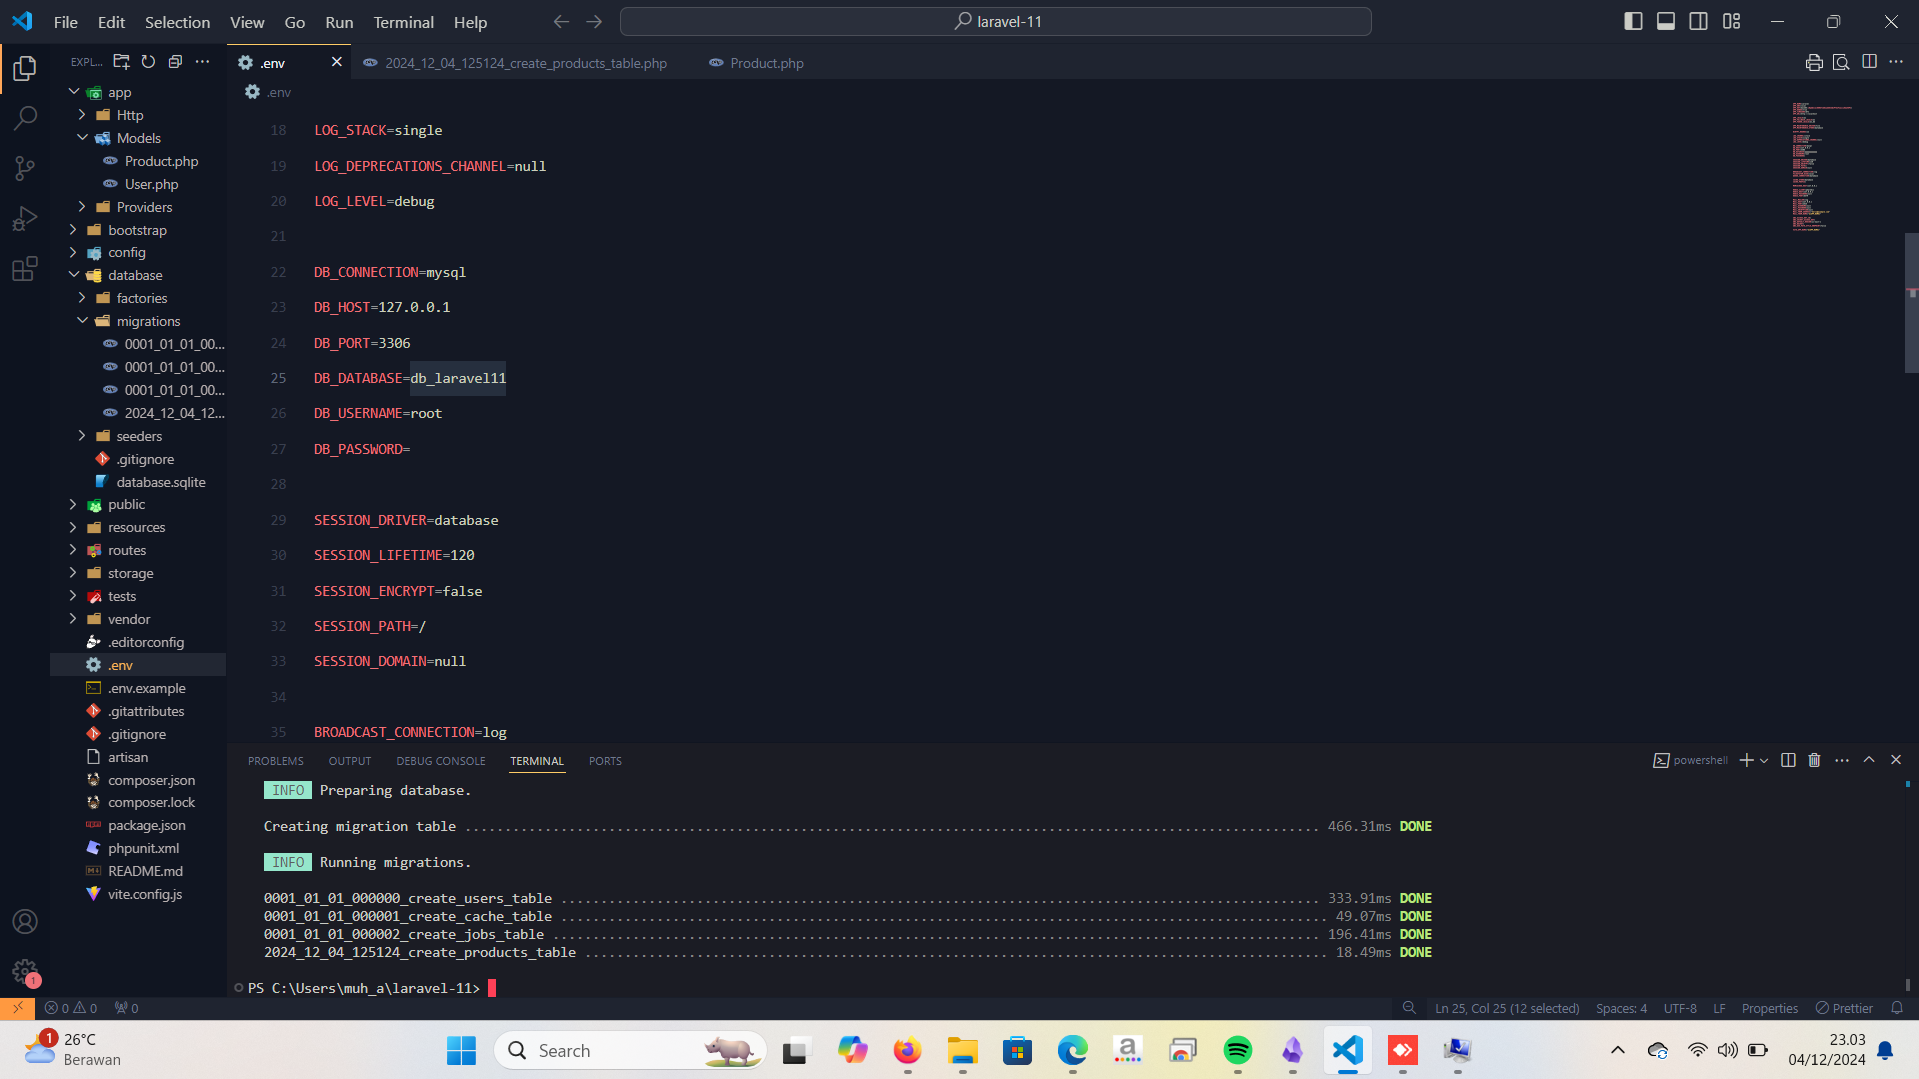 File Edit Selection View Go Run Terminal Help
laravel-11
EXPL...
.env
2024_12_04_125124_create_products_table.php
Product.php
.env
app
Http
Models
Product.php
User.php
Providers
bootstrap
config
database
factories
migrations
0001_01_01_00...
0001_01_01_00...
0001_01_01_00...
2024_12_04_12...
seeders
.gitignore
database.sqlite
public
resources
routes
storage
tests
vendor
.editorconfig
.env
.env.example
.gitattributes
.gitignore
artisan
composer.json
composer.lock
package.json
phpunit.xml
README.md
vite.config.js
18 LOG_STACK=single
19 LOG_DEPRECATIONS_CHANNEL=null
20 LOG_LEVEL=debug
21
22 DB_CONNECTION=mysql
23 DB_HOST=127.0.0.1
24 DB_PORT=3306
25 DB_DATABASE=db_laravel11
26 DB_USERNAME=root
27 DB_PASSWORD=
28
29 SESSION_DRIVER=database
30 SESSION_LIFETIME=120
31 SESSION_ENCRYPT=false
32 SESSION_PATH=/
33 SESSION_DOMAIN=null
34
35 BROADCAST_CONNECTION=log
PROBLEMS OUTPUT DEBUG CONSOLE TERMINAL PORTS
powershell
INFO Preparing database.
Creating migration table ........ 466.31ms DONE
INFO Running migrations.
0001_01_01_000000_create_users_table ........ 333.91ms DONE
0001_01_01_000001_create_cache_table ........ 49.07ms DONE
0001_01_01_000002_create_jobs_table ........ 196.41ms DONE
2024_12_04_125124_create_products_table ........ 18.49ms DONE
PS C:\Users\muh_a\laravel-11>
1
0 0 0
Ln 25, Col 25 (12 selected) Spaces: 4 UTF-8 LF Properties Prettier
1
26°C
Berawan
Search
23.03
04/12/2024